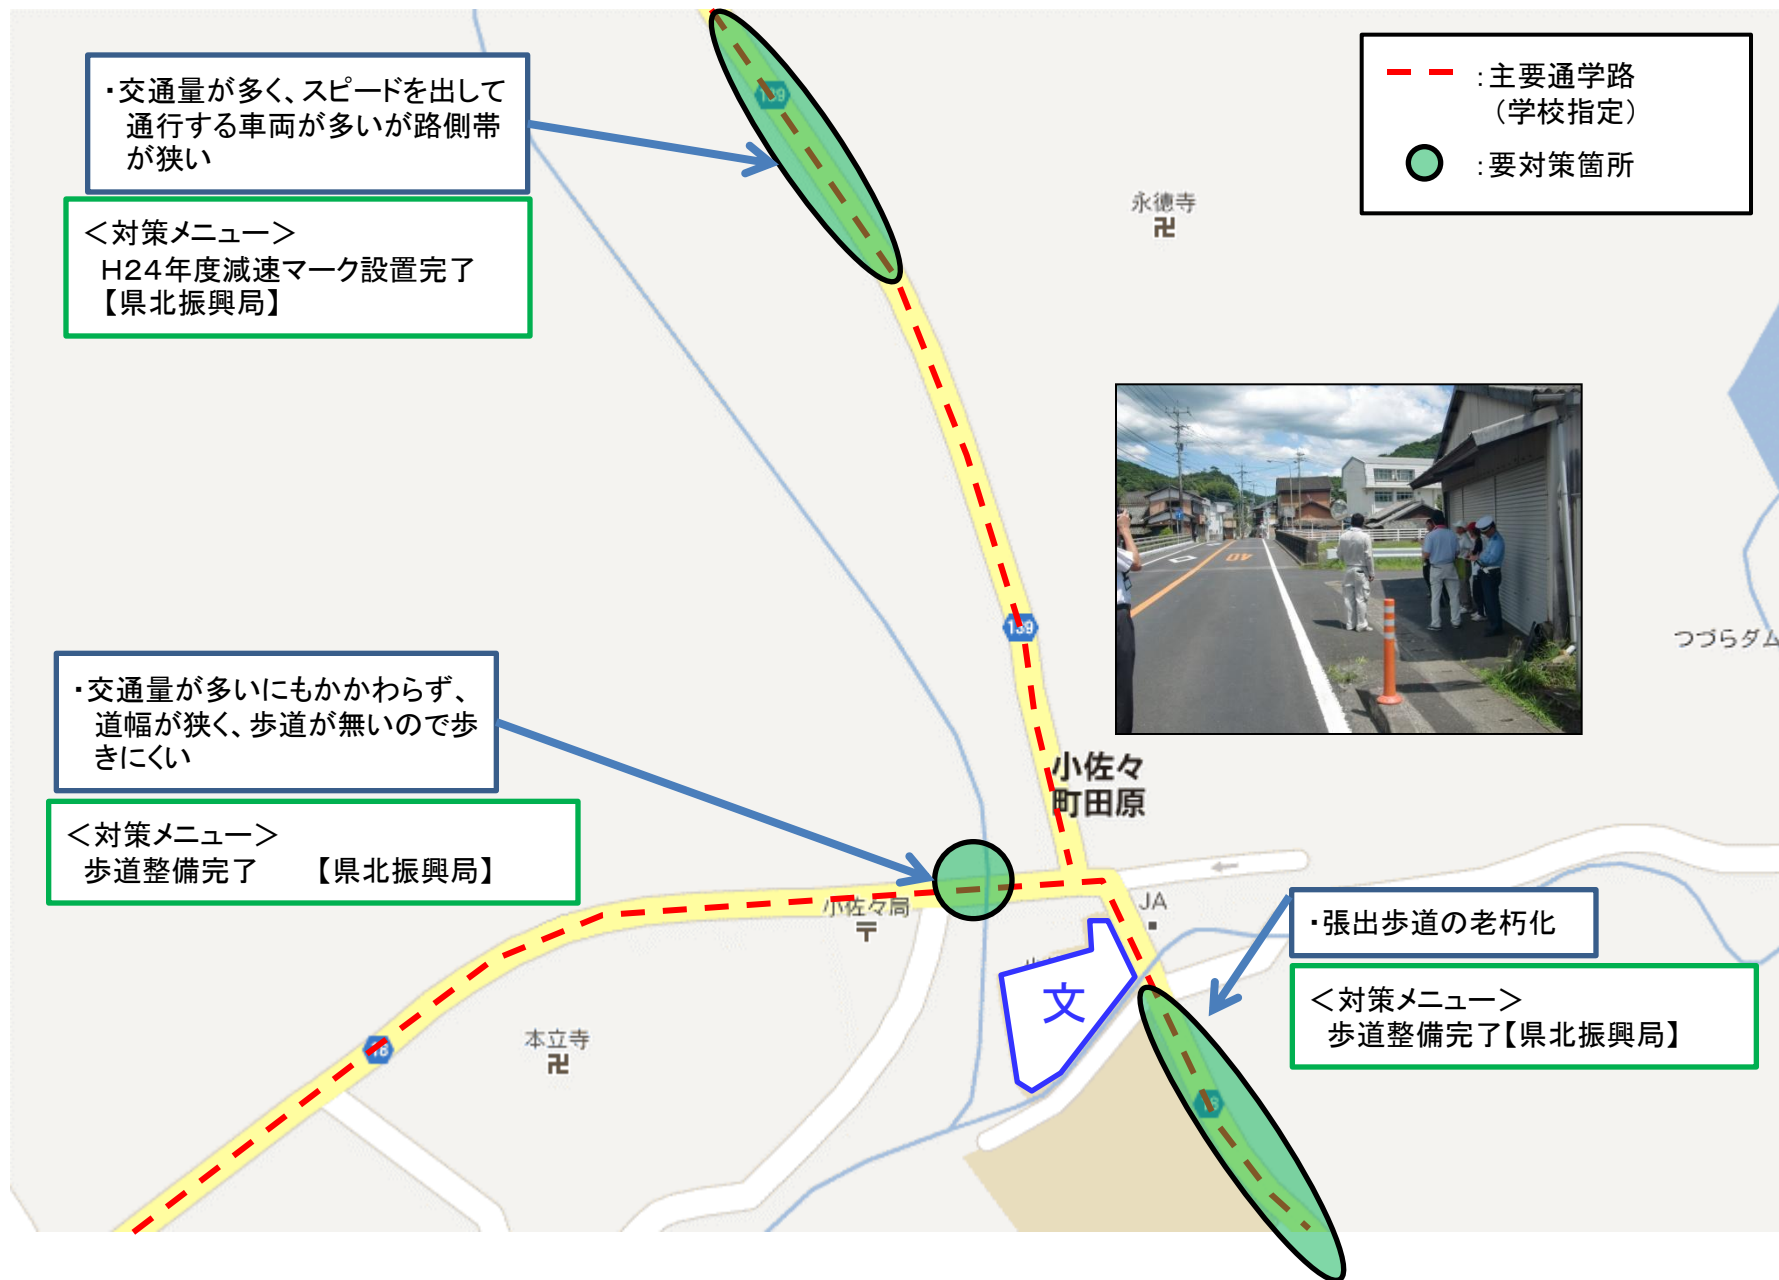 ・交通量が多く、スピードを出して
通行する車両が多いが路側帯
が狭い
＜対策メニュー＞
H24年度減速マーク設置完了
【県北振興局】
:主要通学路
（学校指定）
:要対策箇所
139
永徳寺
卍
40
139
つづらダム
・交通量が多いにもかかわらず、
道幅が狭く、歩道が無いので歩
きにくい
＜対策メニュー＞
歩道整備完了　【県北振興局】
小佐々
町田原
小佐々局
〒
JA
文
・張出歩道の老朽化
＜対策メニュー＞
歩道整備完了【県北振興局】
本立寺
卍
18
18